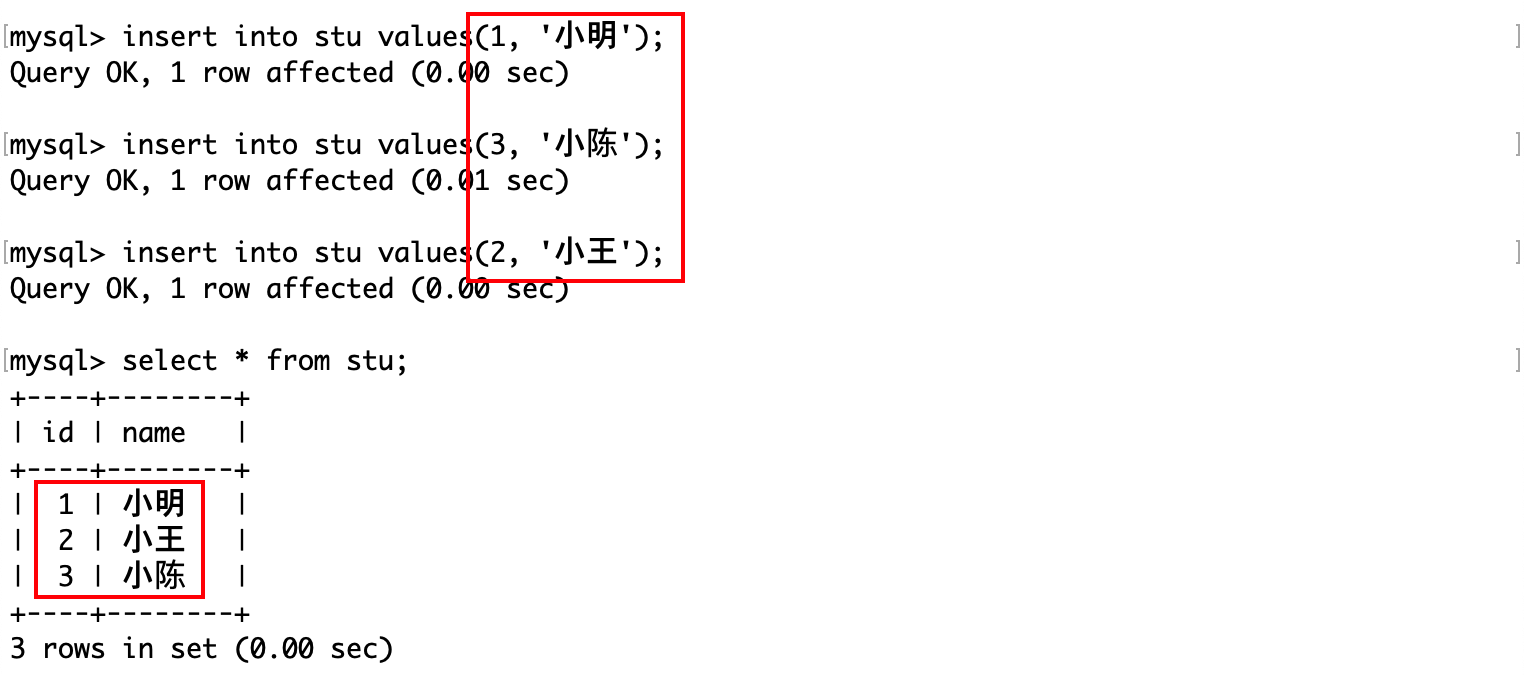 [mysql> insert into stu values(1, '小明'); ]
Query OK, 1 row affected (0.00 sec)
[mysql> insert into stu values(3, '小陈'); ]
Query OK, 1 row affected (0.01 sec)
[mysql> insert into stu values(2, '小王'); ]
Query OK, 1 row affected (0.00 sec)
[mysql> select * from stu; ]
+----+--------+
| id | name   |
+----+--------+
|  1 | 小明   |
|  2 | 小王   |
|  3 | 小陈   |
+----+--------+
3 rows in set (0.00 sec)